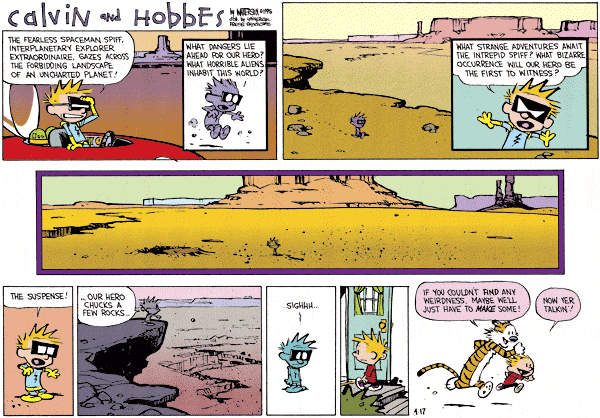 calvin and HOBBES
by WATTERSON
THE FEARLESS SPACEMAN SPIFF,
INTERPLANETARY EXPLORER
EXTRAORDINAIRE, GAZES ACROSS
THE FORBIDDING LANDSCAPE
OF AN UNCHARTED PLANET!
WHAT DANGERS LIE
AHEAD FOR OUR HERO?
WHAT HORRIBLE ALIENS
INHABIT THIS WORLD?
WHAT STRANGE ADVENTURES AWAIT
THE INTREPID SPIFF? WHAT BIZARRE
OCCURRENCE WILL OUR HERO BE
THE FIRST TO WITNESS?
THE SUSPENSE!
...OUR HERO
CHUCKS A
FEW ROCKS...
SIGHHH...
IF YOU COULDN'T FIND ANY
WEIRDNESS, MAYBE WE'LL
JUST HAVE TO MAKE SOME!
NOW YER
TALKIN'!
4/17